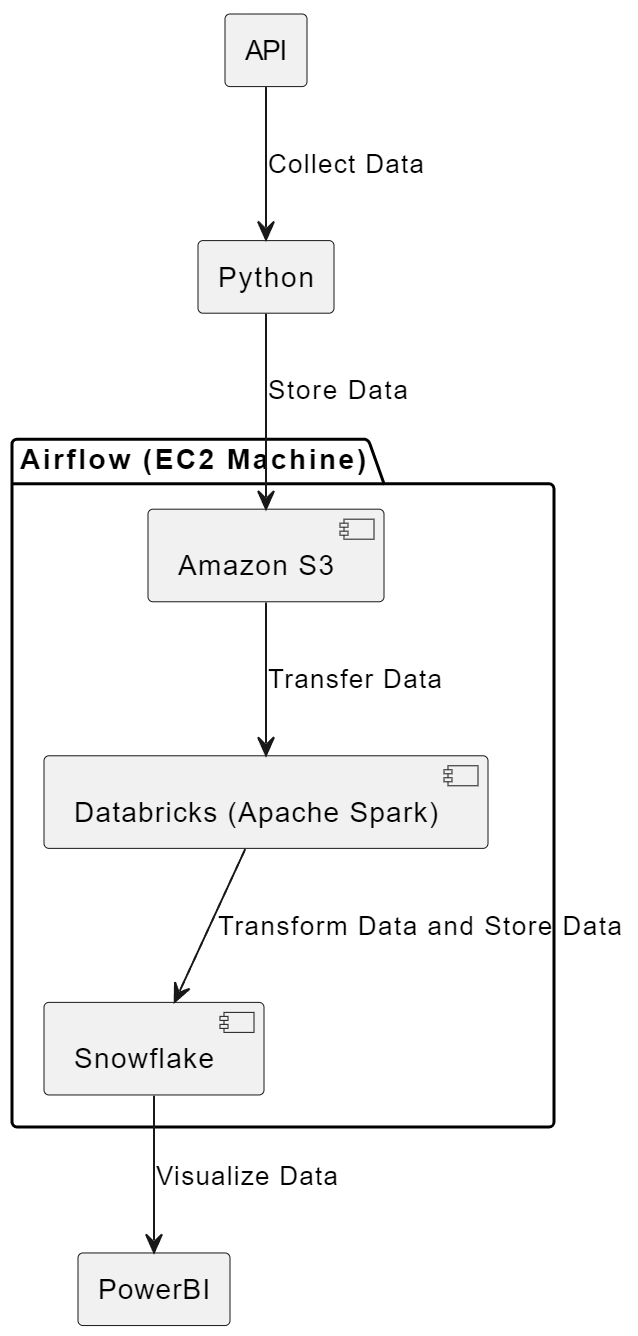 API
Collect Data
Python
Store Data
Airflow (EC2 Machine)
Amazon S3
Transfer Data
Databricks (Apache Spark)
Transform Data and Store Data
Snowflake
Visualize Data
PowerBI